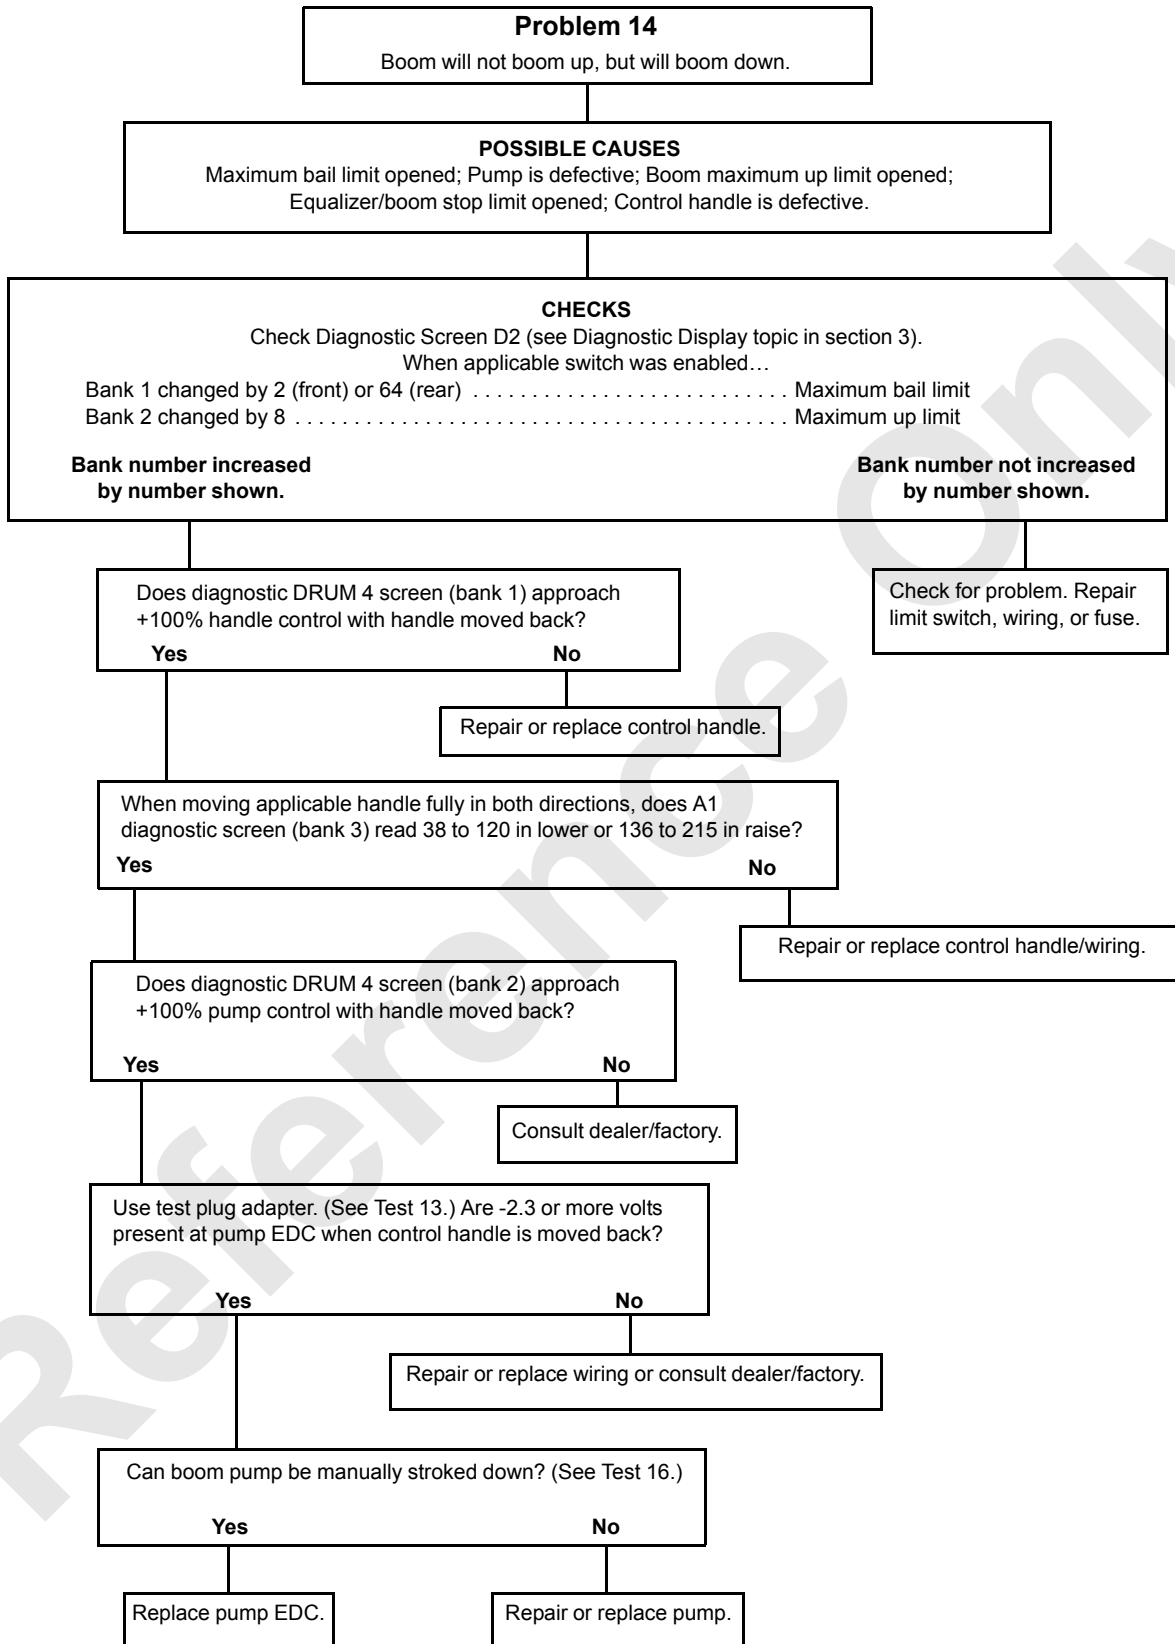 Problem 14
Boom will not boom up, but will boom down.
POSSIBLE CAUSES
Maximum bail limit opened; Pump is defective; Boom maximum up limit opened;
Equalizer/boom stop limit opened; Control handle is defective.
CHECKS
Check Diagnostic Screen D2 (see Diagnostic Display topic in section 3).
When applicable switch was enabled…
Bank 1 changed by 2 (front) or 64 (rear) . . . . . . . . . . . . . . . . . . . . . . . . . . . Maximum bail limit
Bank 2 changed by 8 . . . . . . . . . . . . . . . . . . . . . . . . . . . . . . . . . . . . . . . . . . Maximum up limit
Bank number increased
by number shown.
Bank number not increased
by number shown.
Does diagnostic DRUM 4 screen (bank 1) approach
+100% handle control with handle moved back?
Yes No
Check for problem. Repair
limit switch, wiring, or fuse.
Repair or replace control handle.
When moving applicable handle fully in both directions, does A1
diagnostic screen (bank 3) read 38 to 120 in lower or 136 to 215 in raise?
Yes No
Repair or replace control handle/wiring.
Does diagnostic DRUM 4 screen (bank 2) approach
+100% pump control with handle moved back?
Yes No
Consult dealer/factory.
Use test plug adapter. (See Test 13.) Are -2.3 or more volts
present at pump EDC when control handle is moved back?
Yes No
Repair or replace wiring or consult dealer/factory.
Can boom pump be manually stroked down? (See Test 16.)
Yes No
Replace pump EDC. Repair or replace pump.
Reference Only